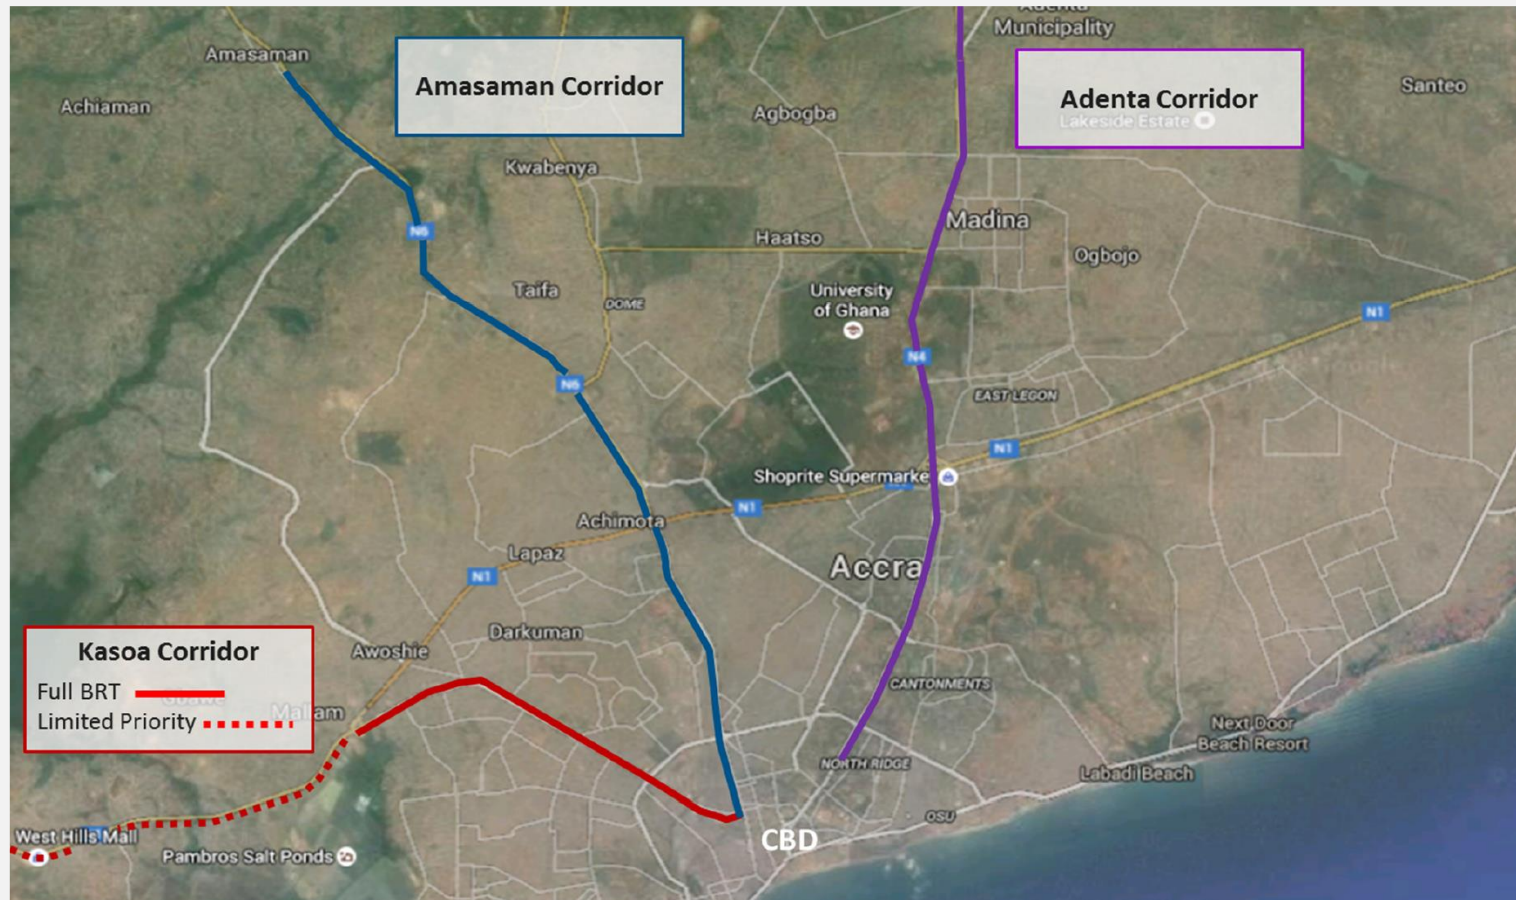 Adenta
Municipality
Amasaman
Amasaman Corridor
Adenta Corridor
Lakeside Estate
Santeo
Achiaman
Agbogba
Kwabenya
N6
Haatso
Madina
Ogbojo
Taifa
DOME
University
of Ghana
N1
N4
N6
EAST LEGON
N1
Shoprite Supermarke
N1
Achimota
Lapaz
N1
Accra
Darkuman
Awoshie
Kasoa Corridor
Full BRT
Limited Priority
Mallam
CANTONMENTS
Next Door
Beach Resort
NORTH RIDGE
Labadi Beach
OSU
West Hills Mall
CBD
Pambros Salt Ponds